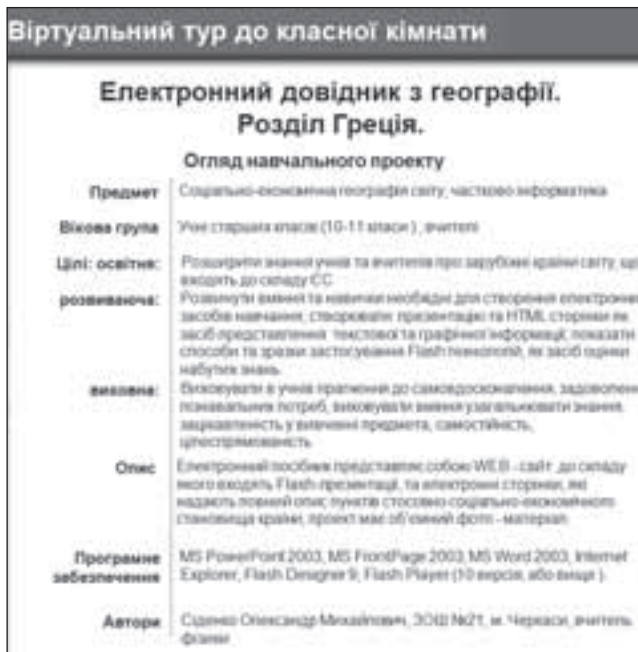 Віртуальний тур до класної кімнати
Електронний довідник з географії.
Розділ Греція.
Огляд навчального проекту
Предмет Соціально-економічна географія світу, частково інформатика
Вікова група Учні старших класів (10-11 класи ), вчителі
Цілі: освітня: Розширити знання учнів та вчителів про зарубіжні країни світу, що
входять до складу ЄС
розвиваюча: Розвинути вміння та навички необхідні для створення електронних
засобів навчання, створювати презентацію та HTML сторінки як
засіб представлення текстової та графічної інформації, показати
способи та зразки застосування Flash технологій, як засіб оцінки
набутих знань.
виховна: Виховувати в учнів прагнення до самовдосконалення, задоволення
пізнавальних потреб, виховувати вміння узагальнювати знання,
зацікавленість у вивченні предмета, самостійність,
цілеспрямованість.
Опис Електронний посібник представляє собою WEB - сайт до складу
якого входять Flash-презентації, та електронні сторінки, які
надають повний опис пунктів стосовно соціально-економічного
становища країни, проект має об'ємний фото - матеріал.
Програмне MS PowerPoint 2003, MS FrontPage 2003, MS Word 2003, Internet
забезпечення Explorer, Flash Designer 9, Flash Player (10 версія, або вище ).
Автори Олександр Михайлович, ЗОШ №21, м. Черкаси, вчитель
фізики